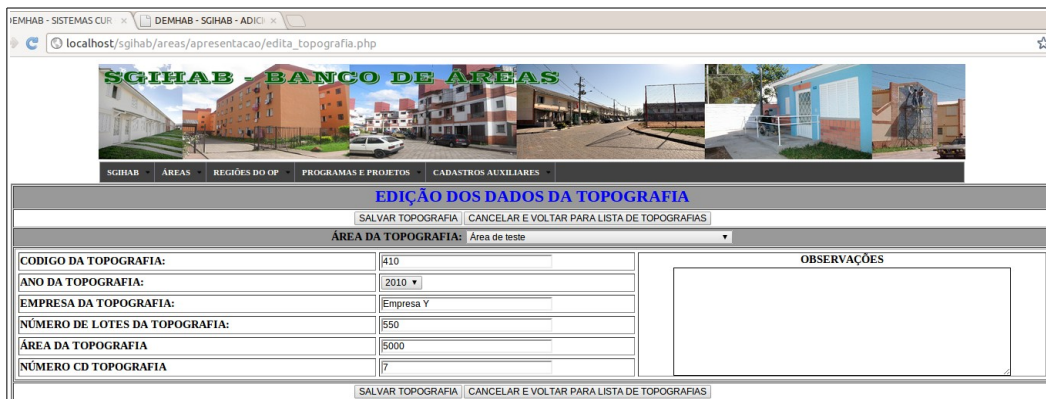 DEMHAB - SISTEMAS CUR × DEMHAB - SGIHAB - ADICI ×
localhost/sgihab/areas/apresentacao/edita_topografia.php
SGIHAB - BANCO DE AREAS
SGIHAB ÁREAS REGIÕES DO OP PROGRAMAS E PROJETOS CADASTROS AUXILIARES
EDIÇÃO DOS DADOS DA TOPOGRAFIA
SALVAR TOPOGRAFIA CANCELAR E VOLTAR PARA LISTA DE TOPOGRAFIAS
ÁREA DA TOPOGRAFIA: Área de teste
CODIGO DA TOPOGRAFIA: 410
ANO DA TOPOGRAFIA: 2010
EMPRESA DA TOPOGRAFIA: Empresa Y
NÚMERO DE LOTES DA TOPOGRAFIA: 550
ÁREA DA TOPOGRAFIA 5000
NÚMERO CD TOPOGRAFIA 7
OBSERVAÇÕES
SALVAR TOPOGRAFIA CANCELAR E VOLTAR PARA LISTA DE TOPOGRAFIAS